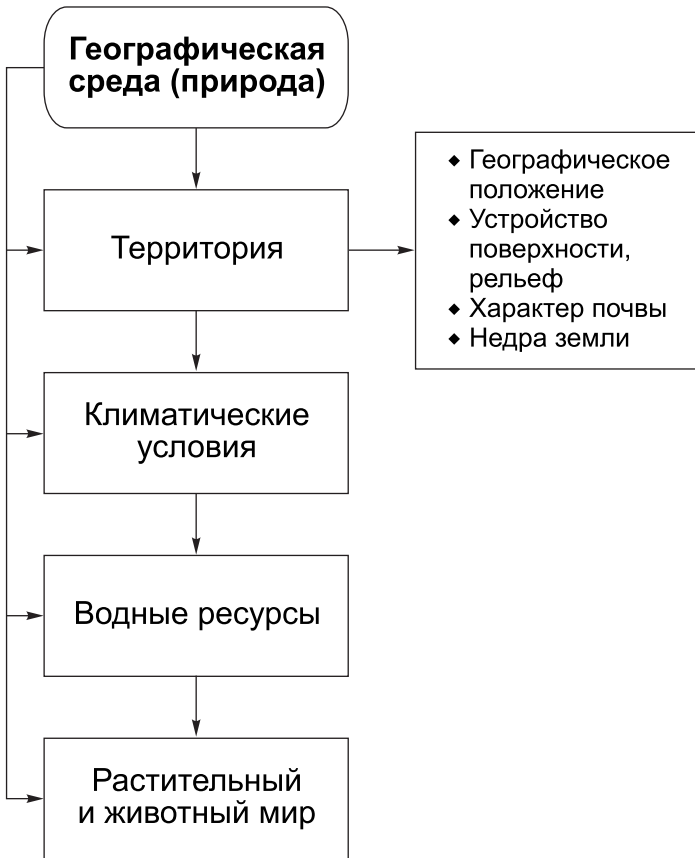 Географическая
среда (природа)
Территория
◆ Географическое
положение
◆ Устройство
поверхности,
рельеф
◆ Характер почвы
◆ Недра земли
Климатические
условия
Водные ресурсы
Растительный
и животный мир